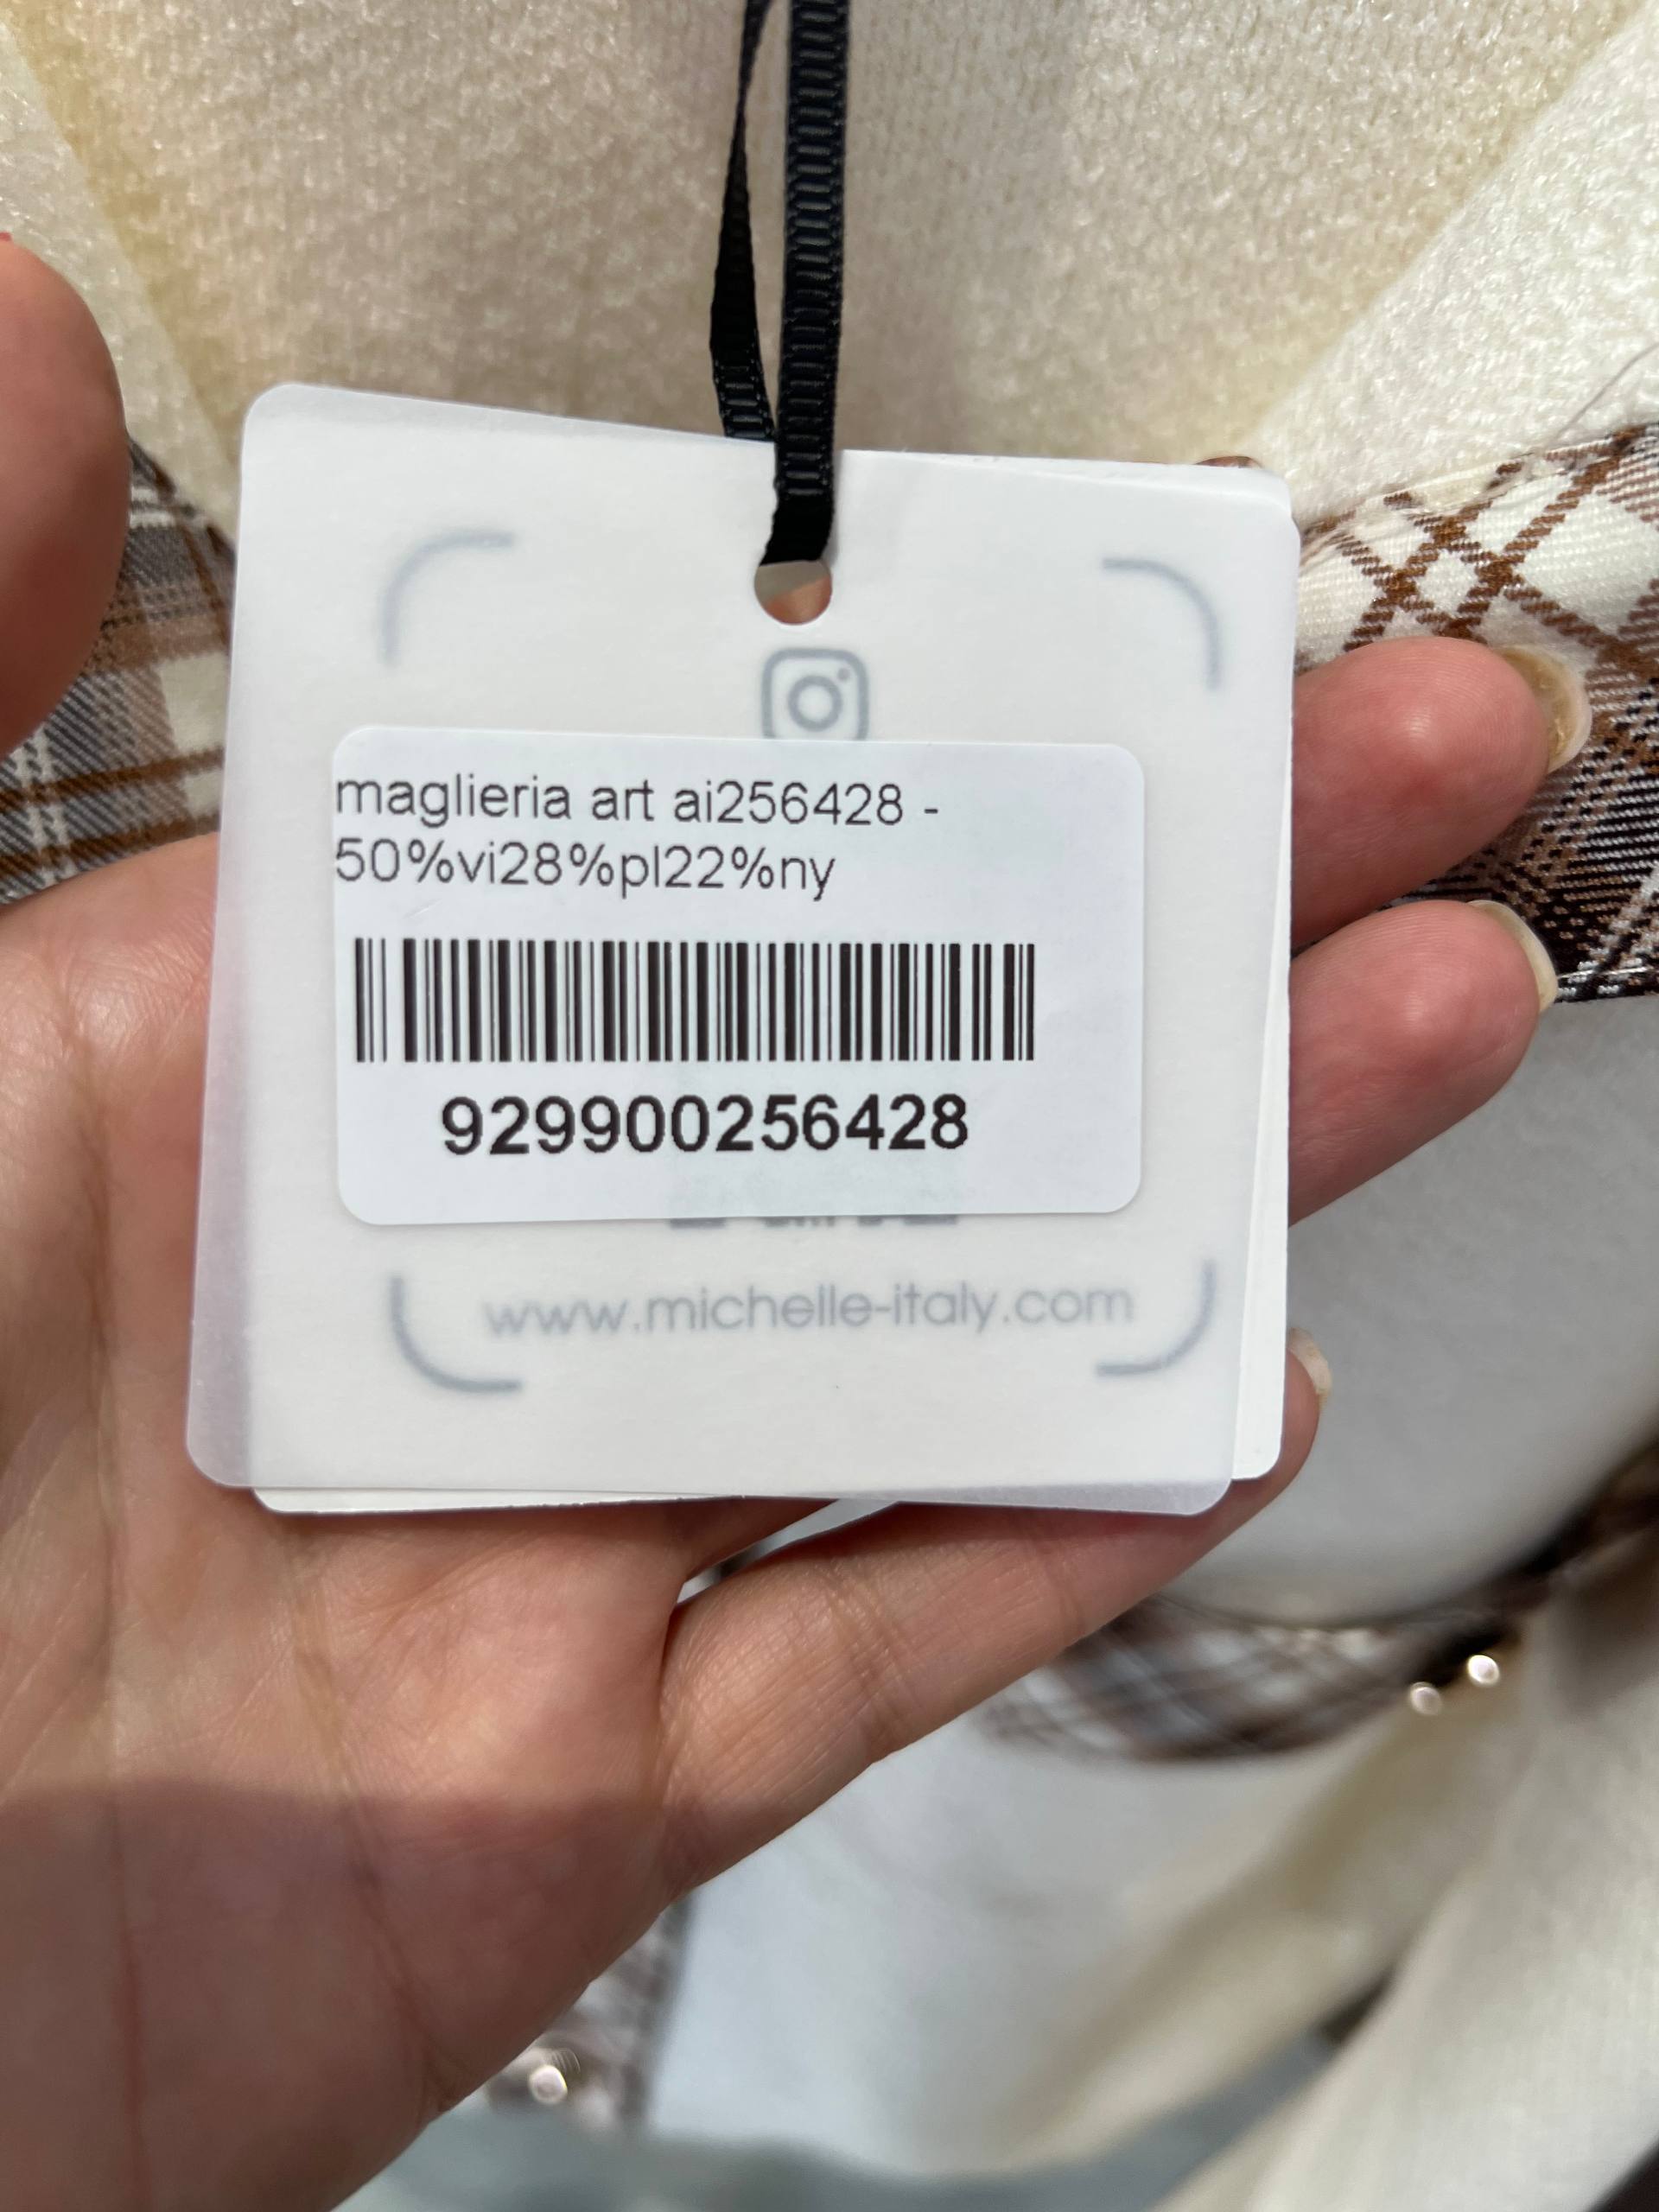 maglieria art ai256428 -
50%vi28%pl22%ny
929900256428
www.michelle-italy.com